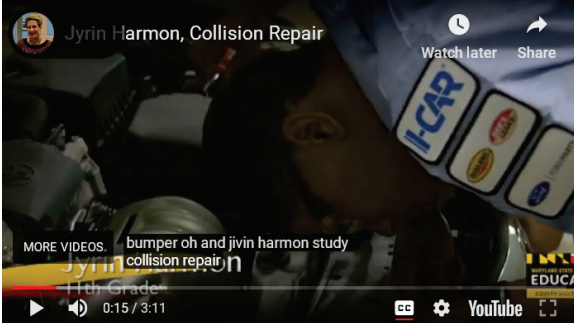 Jyrin Harmon, Collision Repair
Watch later
Share
I-CAR
Ford
MORE VIDEOS
bumper oh and jivin harmon study
collision repair
Jyrin Harmon
11th Grade
MARYLAND STATE
EDUCA
0:15 / 3:11
CC
YouTube